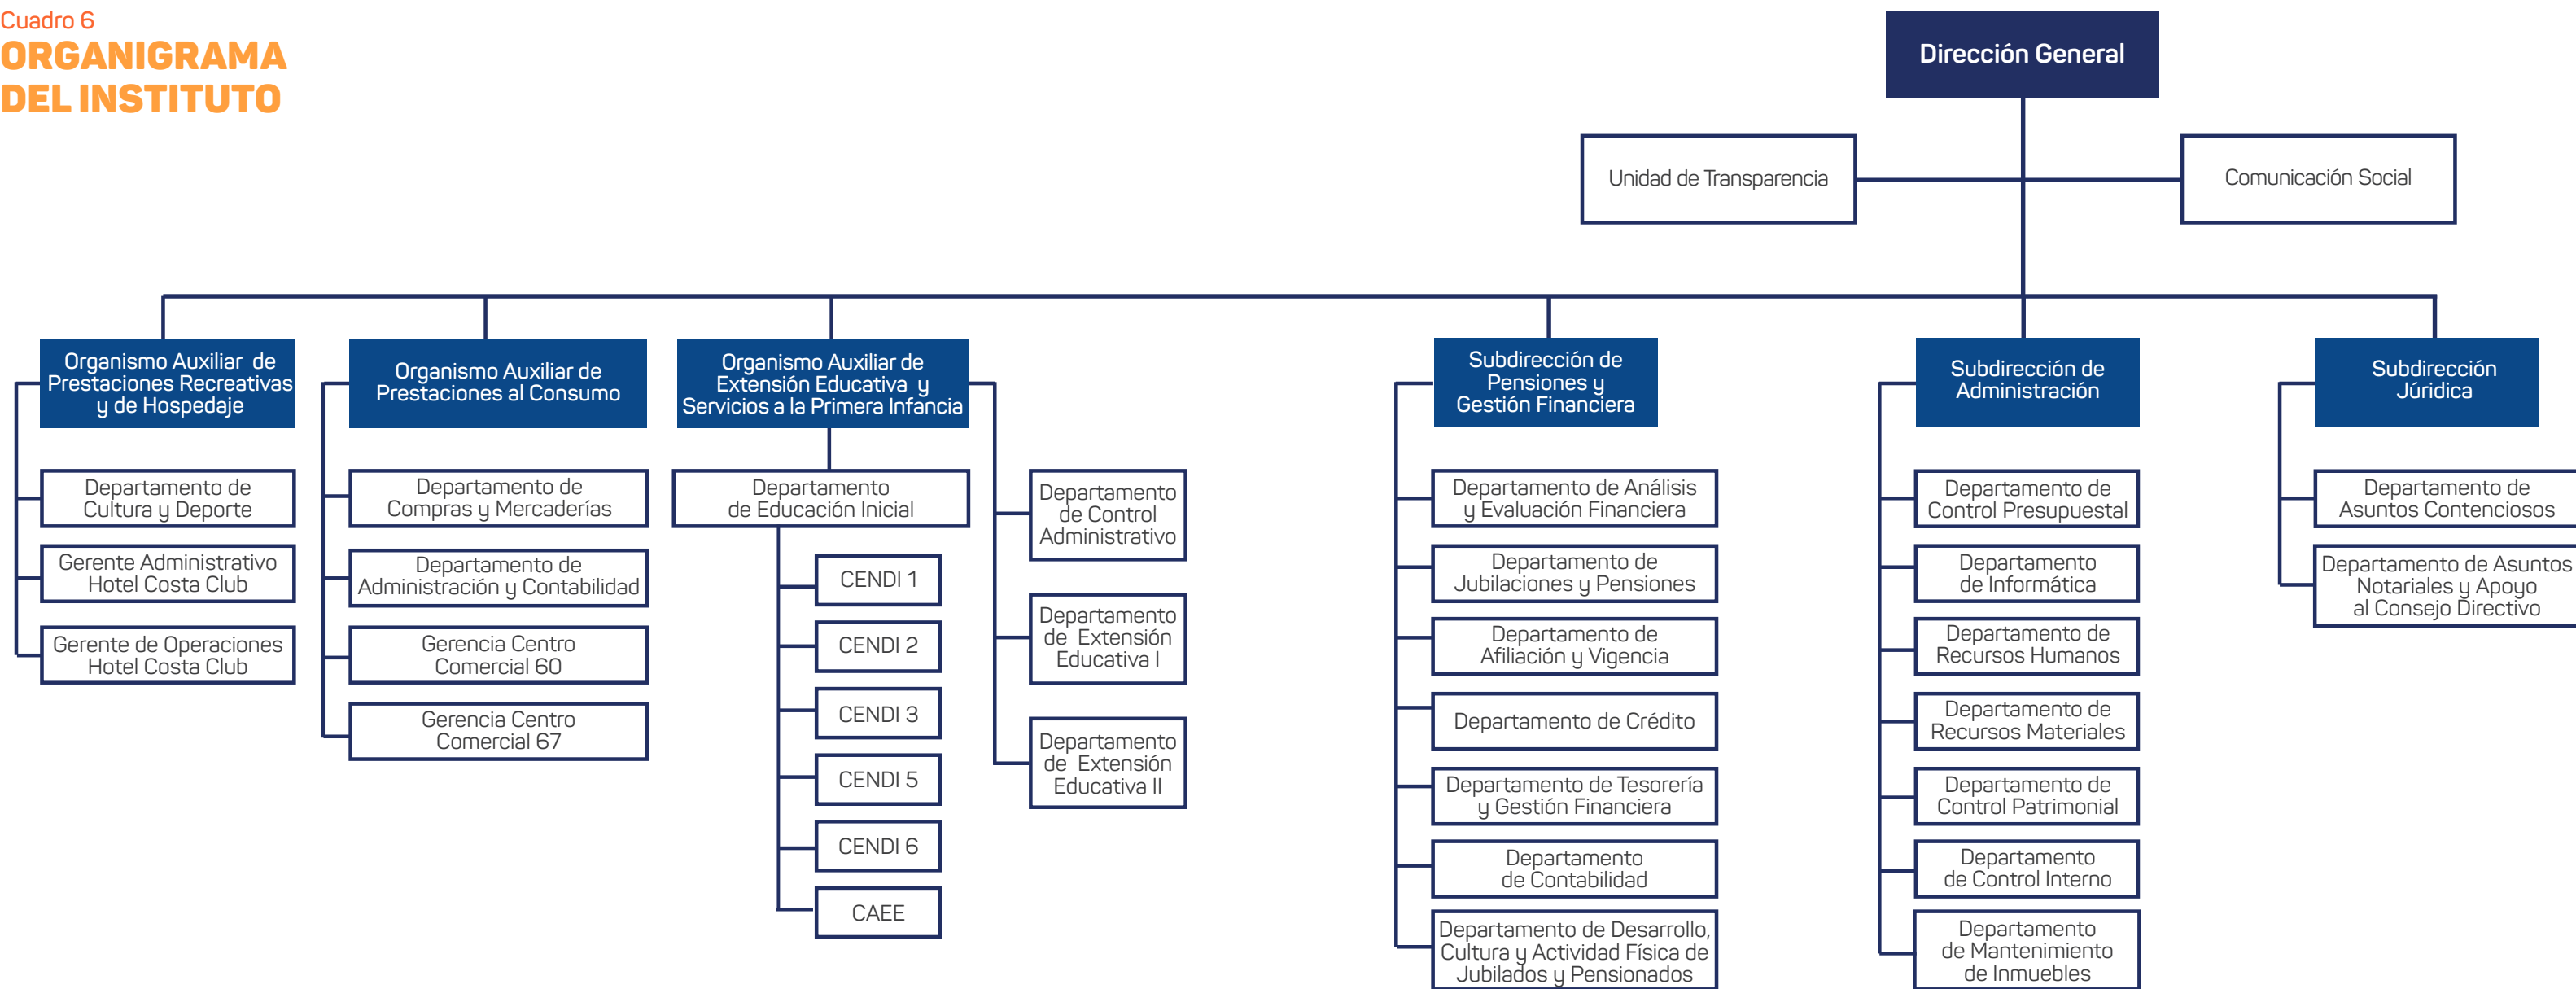 Cuadro 6
ORGANIGRAMA
DEL INSTITUTO
Dirección General
Unidad de Transparencia
Comunicación Social
Organismo Auxiliar de
Prestaciones Recreativas
y de Hospedaje
Departamento de
Cultura y Deporte
Gerente Administrativo
Hotel Costa Club
Gerente de Operaciones
Hotel Costa Club
Organismo Auxiliar de
Prestaciones al Consumo
Departamento de
Compras y Mercaderías
Departamento de
Administración y Contabilidad
Gerencia Centro
Comercial 60
Gerencia Centro
Comercial 67
Organismo Auxiliar de
Extensión Educativa y
Servicios a la Primera Infancia
Departamento
de Educación Inicial
CENDI 1
CENDI 2
CENDI 3
CENDI 5
CENDI 6
CAEE
Departamento
de Control
Administrativo
Departamento
de Extensión
Educativa I
Departamento
de Extensión
Educativa II
Subdirección de
Pensiones y
Gestión Financiera
Departamento de Análisis
y Evaluación Financiera
Departamento de
Jubilaciones y Pensiones
Departamento de
Afiliación y Vigencia
Departamento de Crédito
Departamento de Tesorería
y Gestión Financiera
Departamento
de Contabilidad
Departamento de Desarrollo,
Cultura y Actividad Física de
Jubilados y Pensionados
Subdirección de
Administración
Departamento de
Control Presupuestal
Departamento
de Informática
Departamento de
Recursos Humanos
Departamento de
Recursos Materiales
Departamento de
Control Patrimonial
Departamento
de Control Interno
Departamento
de Mantenimiento
de Inmuebles
Subdirección
Júridica
Departamento de
Asuntos Contenciosos
Departamento de Asuntos
Notariales y Apoyo
al Consejo Directivo